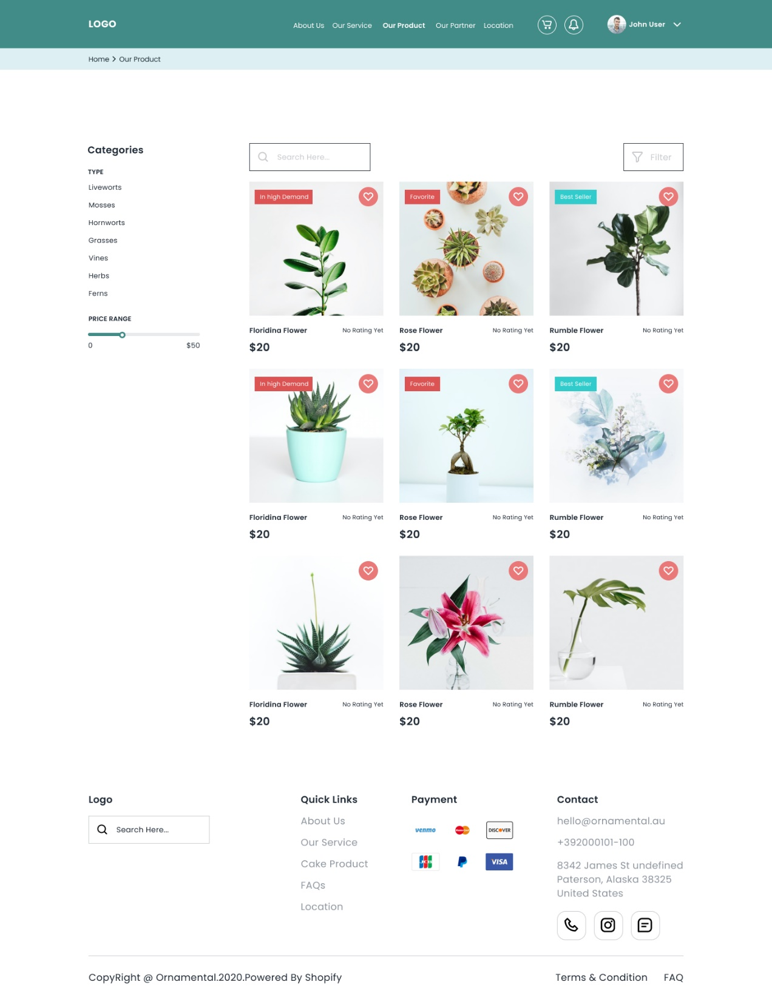 LOGO
About Us Our Service Our Product Our Partner Location
John User
Home > Our Product
Categories
TYPE
Liveworts
Mosses
Hornworts
Grasses
Vines
Herbs
Ferns
PRICE RANGE
0 $50
Search Here...
Filter
In high Demand
Favorite
Best Seller
Floridina Flower No Rating Yet
$20
Rose Flower No Rating Yet
$20
Rumble Flower No Rating Yet
$20
In high Demand
Favorite
Best Seller
Floridina Flower No Rating Yet
$20
Rose Flower No Rating Yet
$20
Rumble Flower No Rating Yet
$20
Floridina Flower No Rating Yet
$20
Rose Flower No Rating Yet
$20
Rumble Flower No Rating Yet
$20
Logo
Search Here...
Quick Links
About Us
Our Service
Cake Product
FAQs
Location
Payment
venmo
MasterCard
DISCOVER
JCB
VISA
Contact
hello@ornamental.au
+392000101-100
8342 James St undefined
Paterson, Alaska 38325
United States
CopyRight @ Ornamental.2020.Powered By Shopify
Terms & Condition FAQ